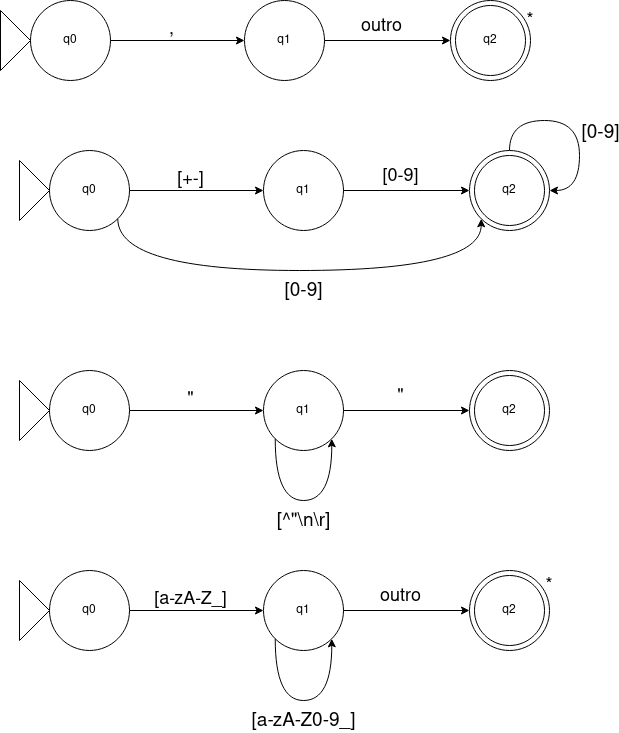 *
outro
,
q0
q1
q2
[0-9]
[+-]
[0-9]
q0
q1
q2
[0-9]
"
"
q0
q1
q2
[^"\n\r]
*
[a-zA-Z_]
outro
q0
q1
q2
[a-zA-Z0-9_]